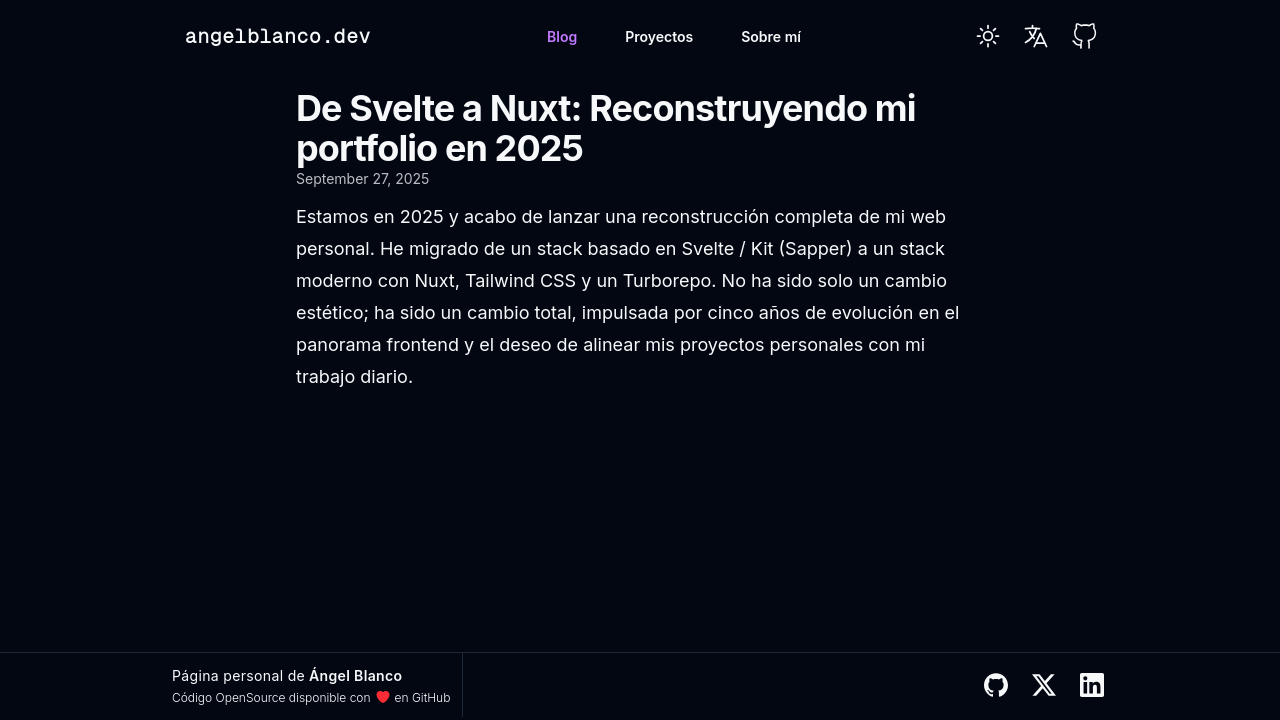 angelblanco.dev
Blog
Proyectos
Sobre mí
De Svelte a Nuxt: Reconstruyendo mi
portfolio en 2025
September 27, 2025
Estamos en 2025 y acabo de lanzar una reconstrucción completa de mi web
personal. He migrado de un stack basado en Svelte / Kit (Sapper) a un stack
moderno con Nuxt, Tailwind CSS y un Turborepo. No ha sido solo un cambio
estético; ha sido un cambio total, impulsada por cinco años de evolución en el
panorama frontend y el deseo de alinear mis proyectos personales con mi
trabajo diario.
Página personal de Ángel Blanco
Código OpenSource disponible con ❤️ en GitHub